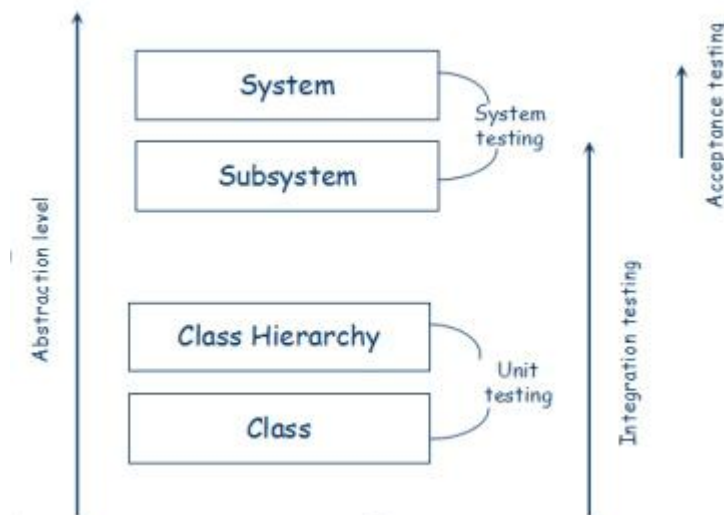 System
System
testing
Subsystem
Class Hierarchy
Unit
testing
Class
Abstraction level
Integration testing
Acceptance testing